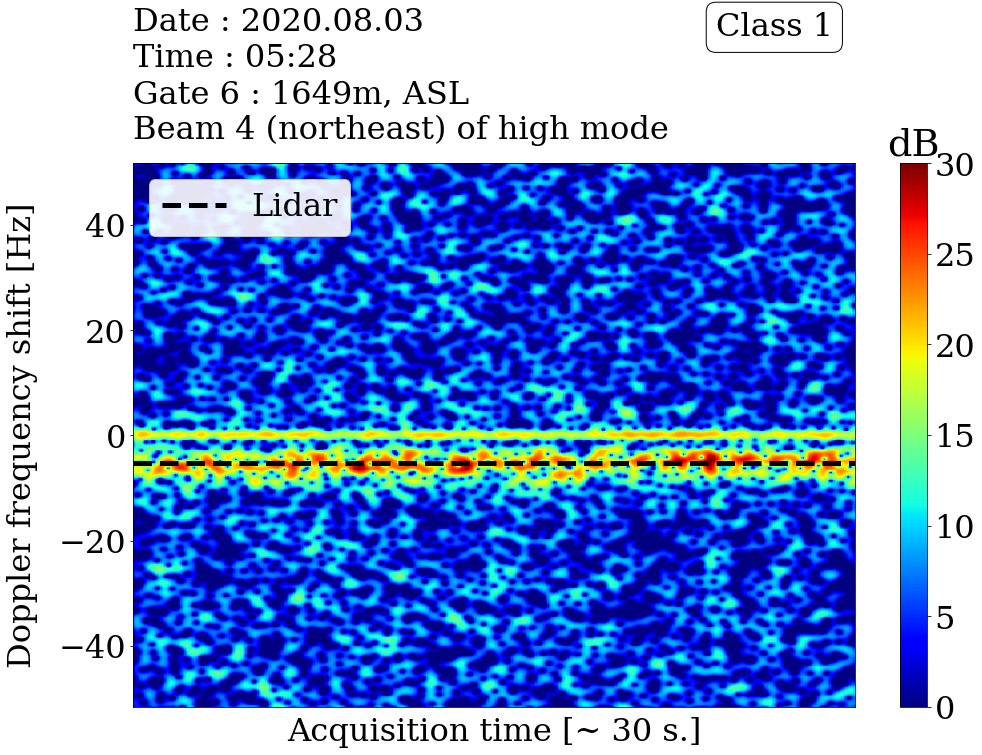 Date : 2020.08.03
Time : 05:28
Gate 6 : 1649m, ASL
Beam 4 (northeast) of high mode
Class 1
dB
30
25
20
15
10
5
0
Lidar
Doppler frequency shift [Hz]
40
20
0
−20
−40
Acquisition time [~ 30 s.]